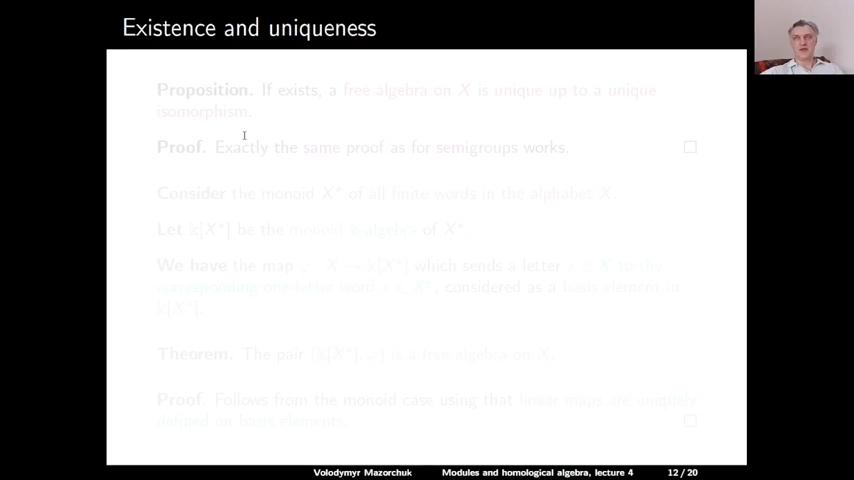 Existence and uniqueness
Proposition. If exists, a free algebra on X is unique up to a unique
isomorphism.
Proof. Exactly the same proof as for semigroups works. □
Consider the monoid X* of all finite words in the alphabet X.
Let 𝕜[X*] be the monoid 𝕜-algebra of X*
We have the map φ: X → 𝕜[X*] which sends a letter x ∈ X to the
corresponding one-letter word x ∈ X*, considered as a basis element in
𝕜[X*].
Theorem. The pair (𝕜[X*], φ) is a free algebra on X.
Proof Follows from the monoid case using that linear maps are uniquely
defined on basis elements. □
Volodymyr Mazorchuk Modules and homological algebra, lecture 4 12/20